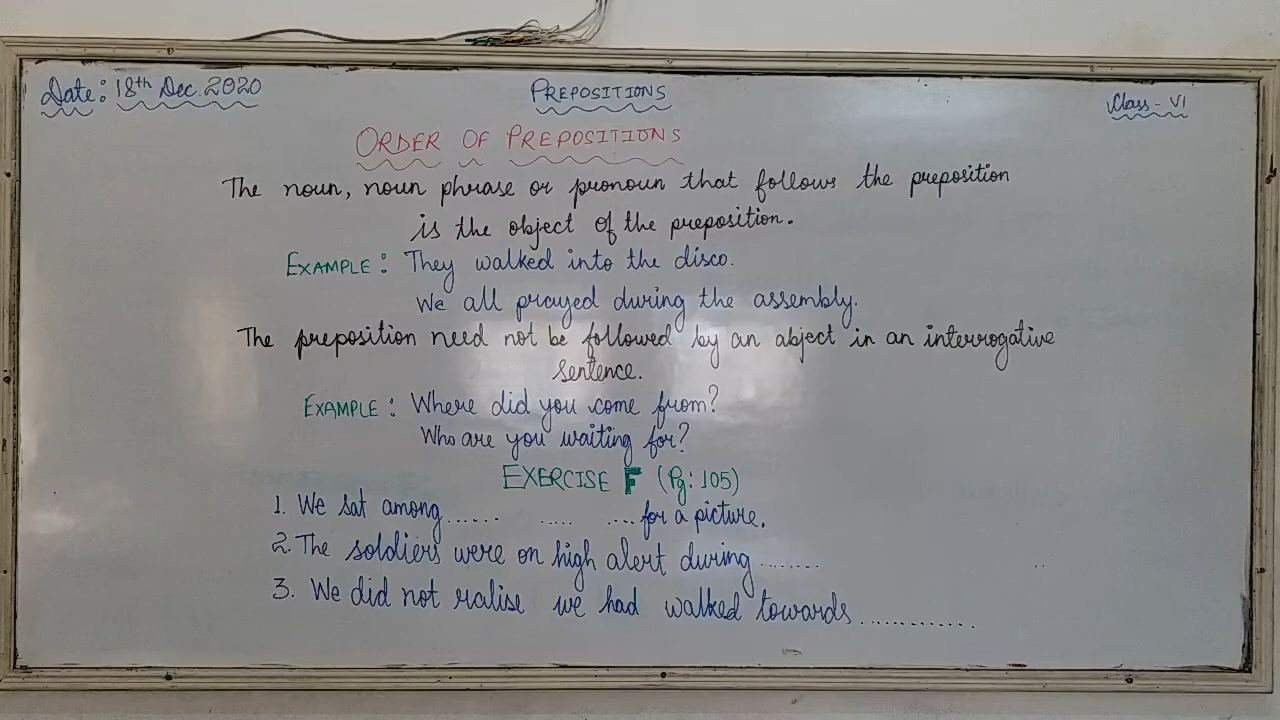 Date: 18th Dec. 2020
PREPOSITIONS
Class - VI
ORDER OF PREPOSITIONS
The noun, noun phrase or pronoun that follows the preposition
is the object of the preposition.
EXAMPLE: They walked into the disco.
We all prayed during the assembly.
The preposition need not be followed by an abject in an interrogative
sentence.
EXAMPLE: Where did you come from?
Who are you waiting for?
EXERCISE F (Pg: 105)
1. We sat among...... ..... .... for a picture.
2. The soldiers were on high alert during ........
3. We did not ralise we had walked towards ............